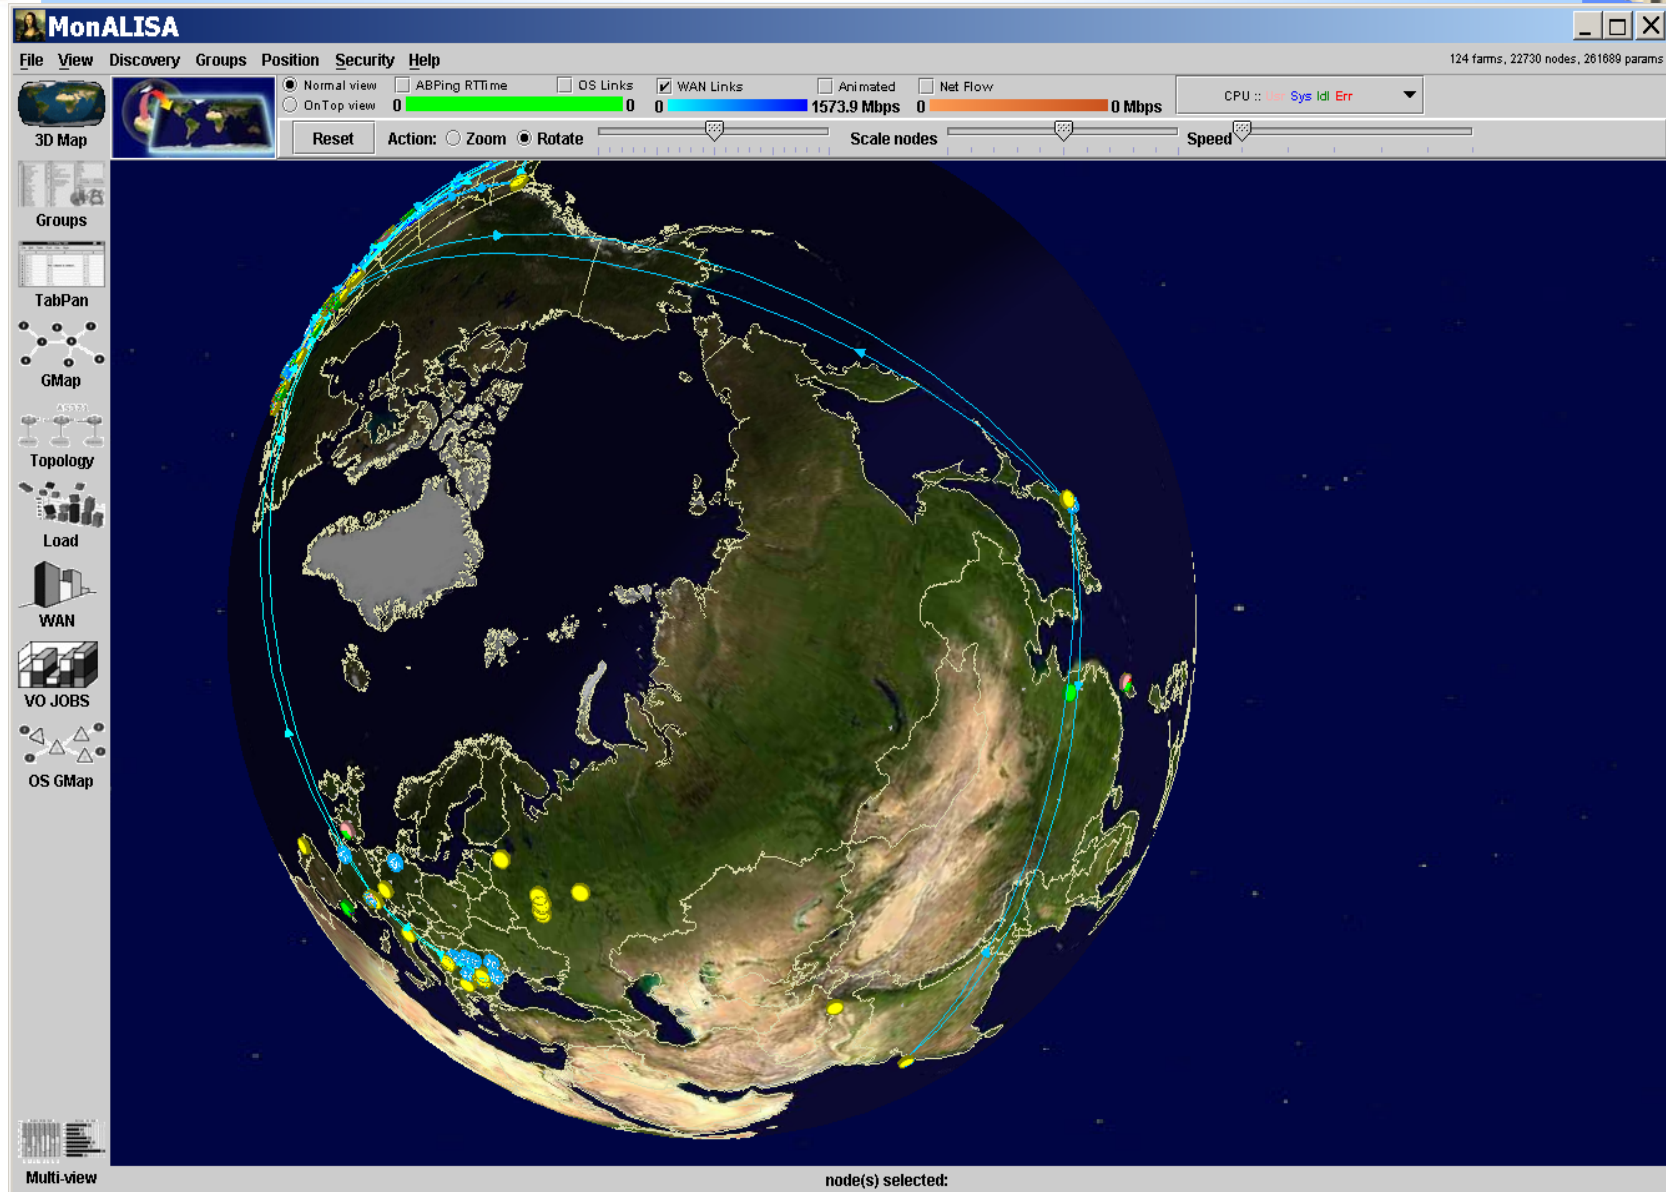 MonALISA
File View Discovery Groups Position Security Help
124 farms, 22730 nodes, 261689 params
Normal view ABPing RTTime OS Links WAN Links Animated Net Flow
OnTop view 0 0 0 1573.9 Mbps 0 0 Mbps
CPU :: Usr Sys Idl Err
Reset Action: Zoom Rotate Scale nodes Speed
3D Map
Groups
TabPan
GMap
Topology
Load
WAN
VO JOBS
OS GMap
Multi-view
node(s) selected: